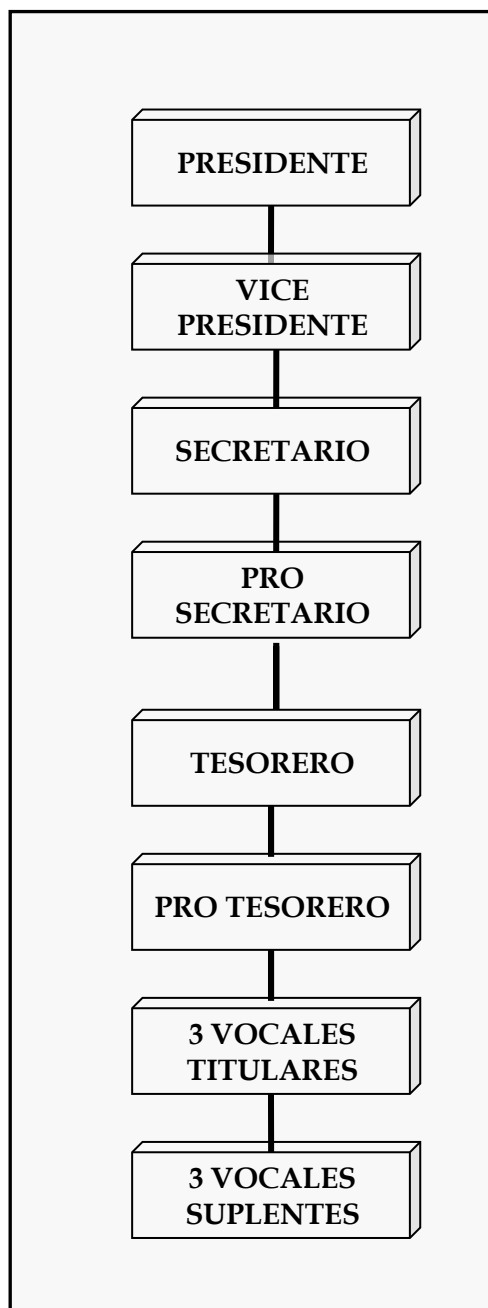 PRESIDENTE
VICE
PRESIDENTE
SECRETARIO
PRO
SECRETARIO
TESORERO
PRO TESORERO
3 VOCALES
TITULARES
3 VOCALES
SUPLENTES